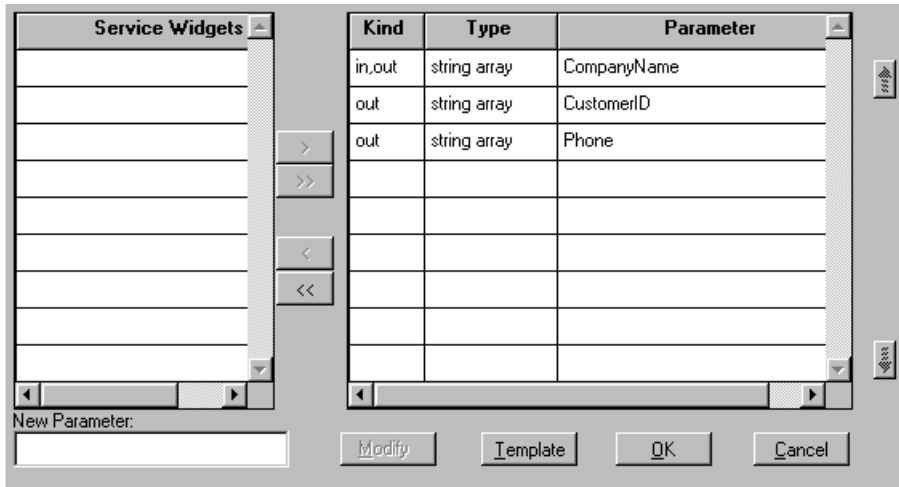 Service Widgets
Kind Type Parameter
in,out string array CompanyName
out string array CustomerID
out string array Phone
>
>>
<
<<
New Parameter:
Modify Template OK Cancel